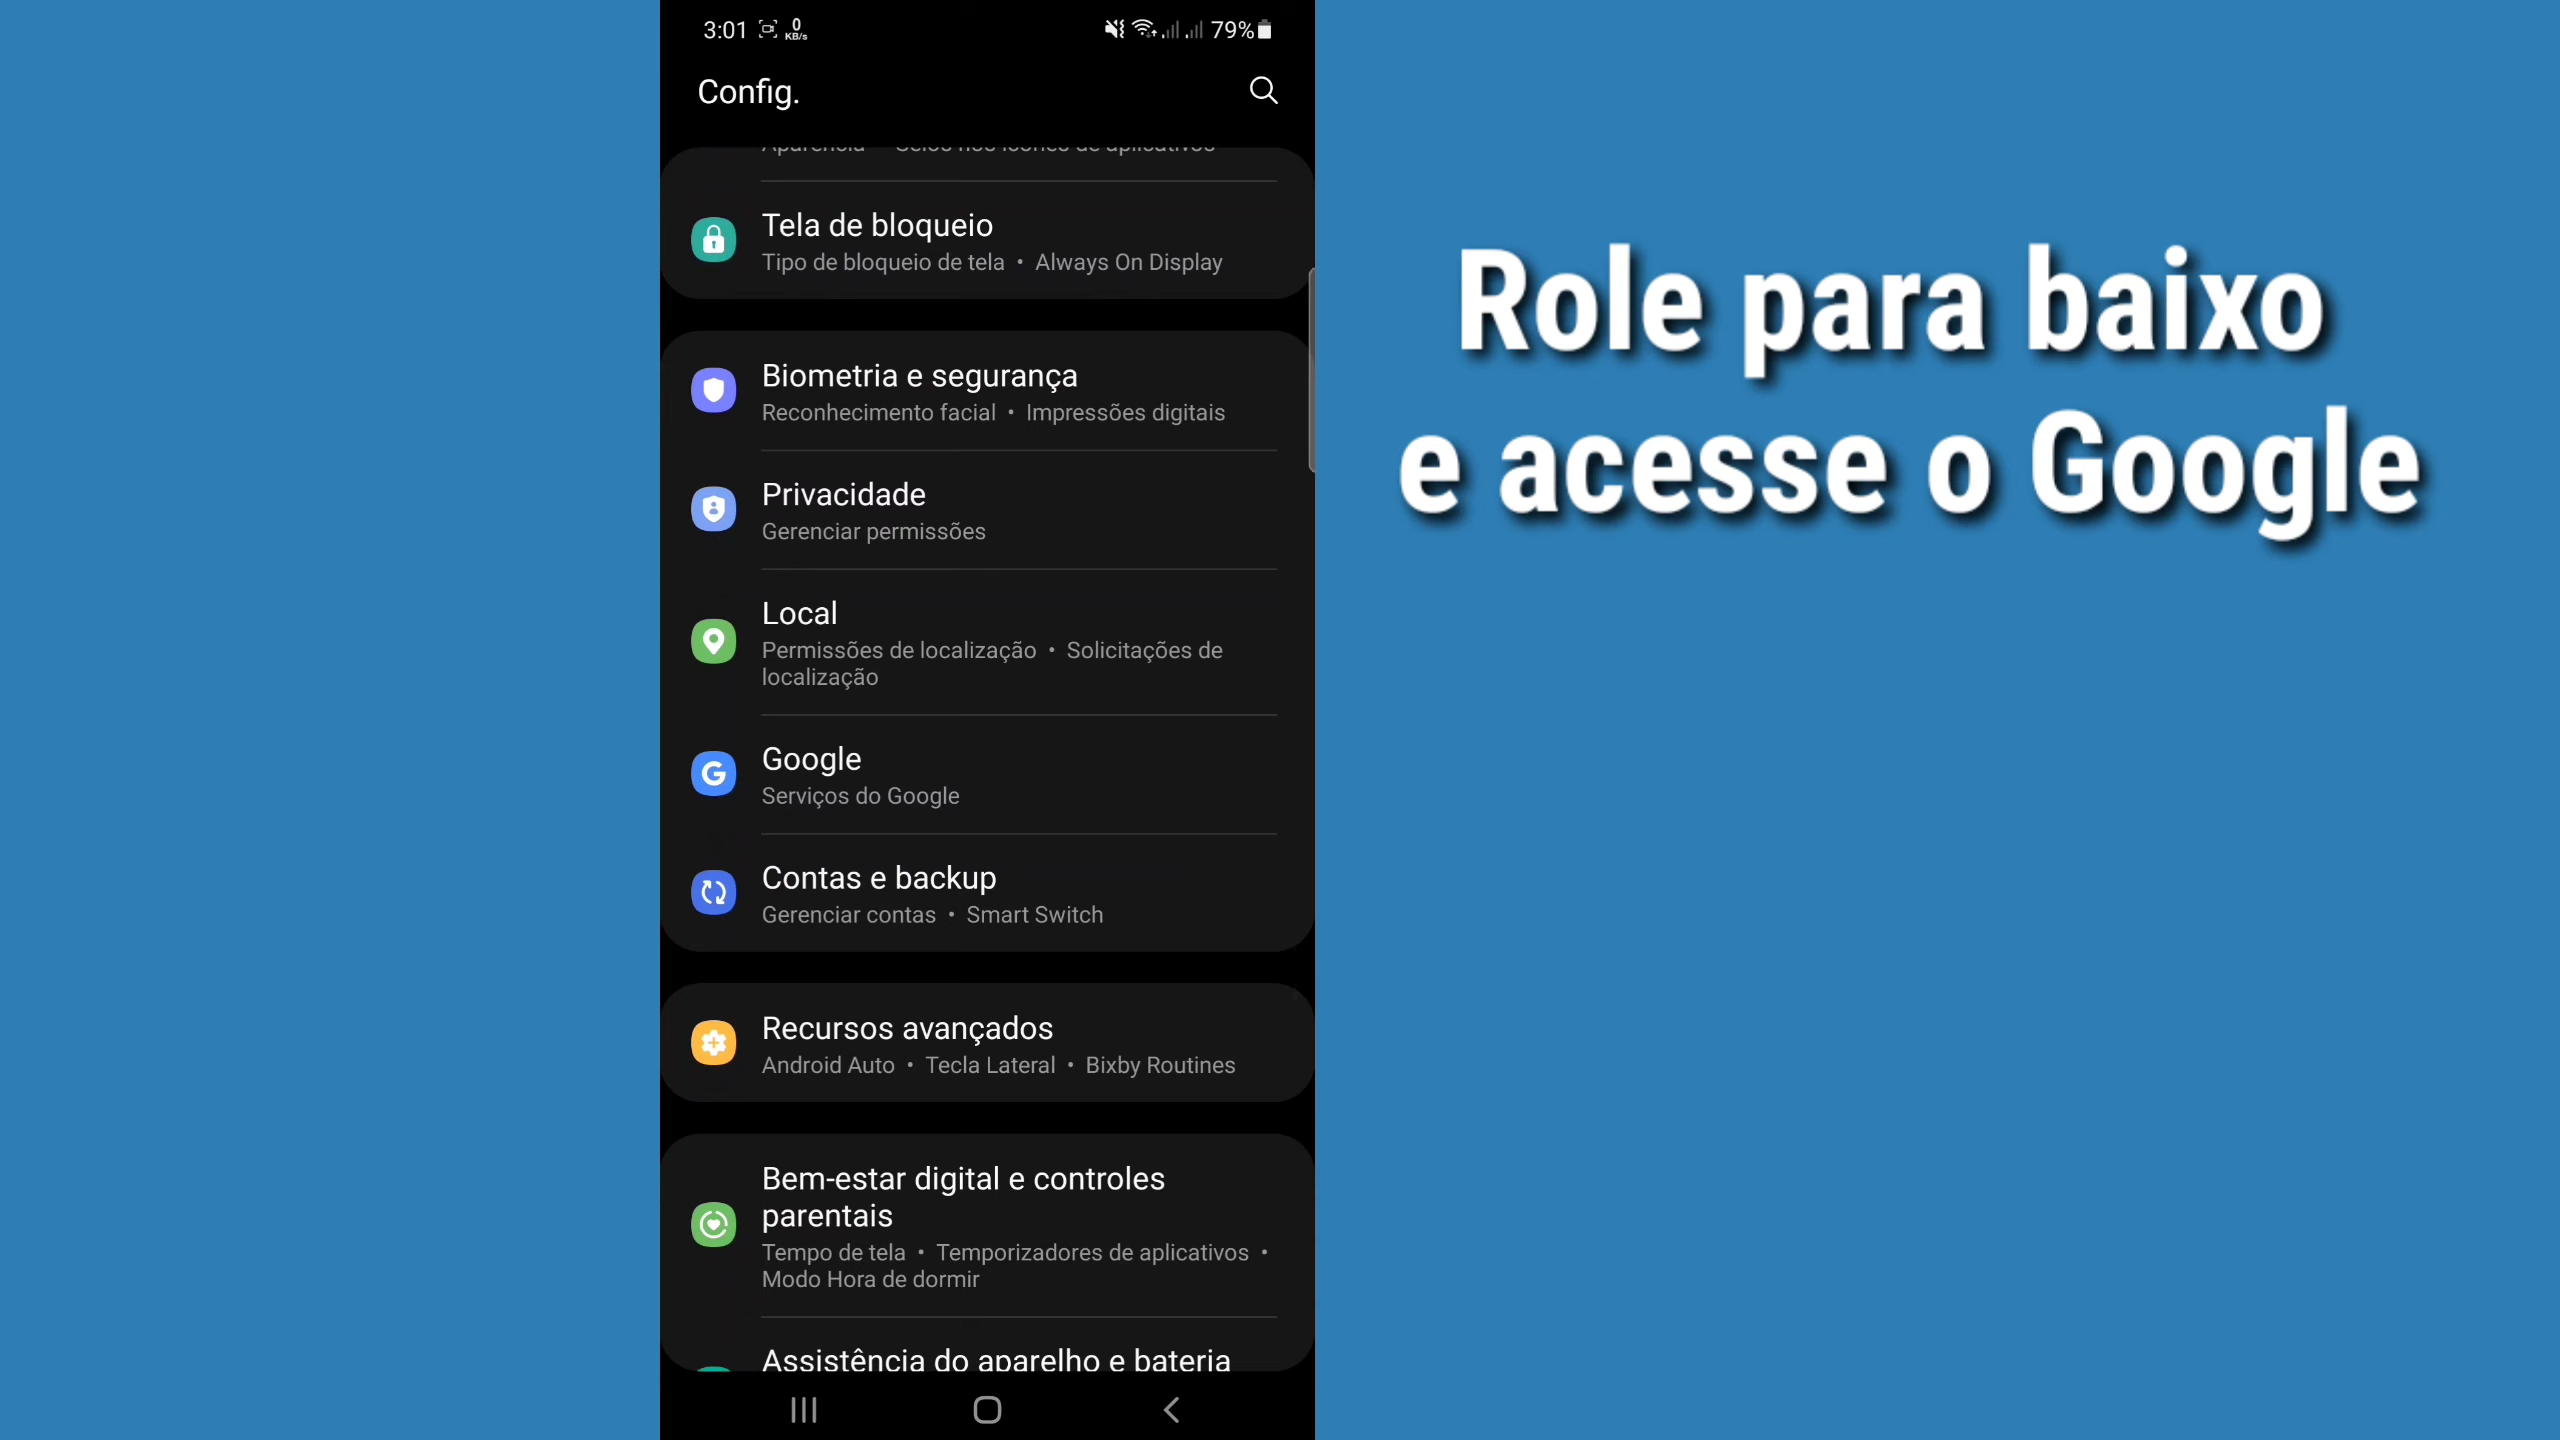 3:01
0
KB/s
79%
Config.
Aparência Selos nos ícones de aplicativos
Tela de bloqueio
Tipo de bloqueio de tela • Always On Display
Biometria e segurança
Reconhecimento facial • Impressões digitais
Privacidade
Gerenciar permissões
Local
Permissões de localização • Solicitações de
localização
Google
Serviços do Google
Contas e backup
Gerenciar contas • Smart Switch
Recursos avançados
Android Auto • Tecla Lateral • Bixby Routines
Bem-estar digital e controles
parentais
Tempo de tela • Temporizadores de aplicativos •
Modo Hora de dormir
Assistência do aparelho e bateria
Role para baixo
e acesse o Google